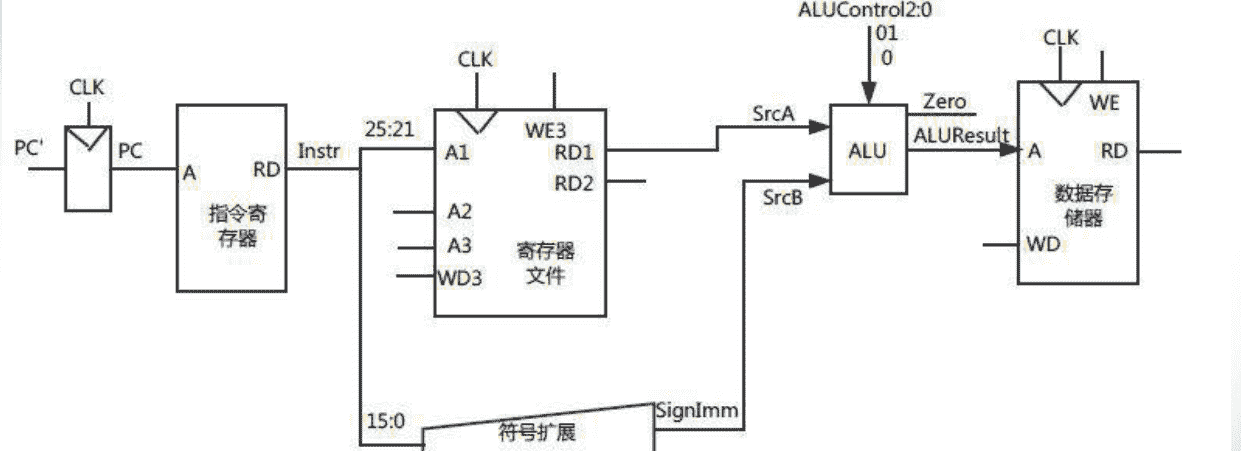 ALUControl2:0
01
0
CLK
CLK
CLK
WE
WE3
25:21
SrcA
Zero
ALUResult
PC'
PC
Instr
A
RD
指令寄
存器
A1
RD1
RD2
A2
A3
WD3
寄存器
文件
ALU
SrcB
A
RD
数据存
储器
WD
15:0
符号扩展
SignImm